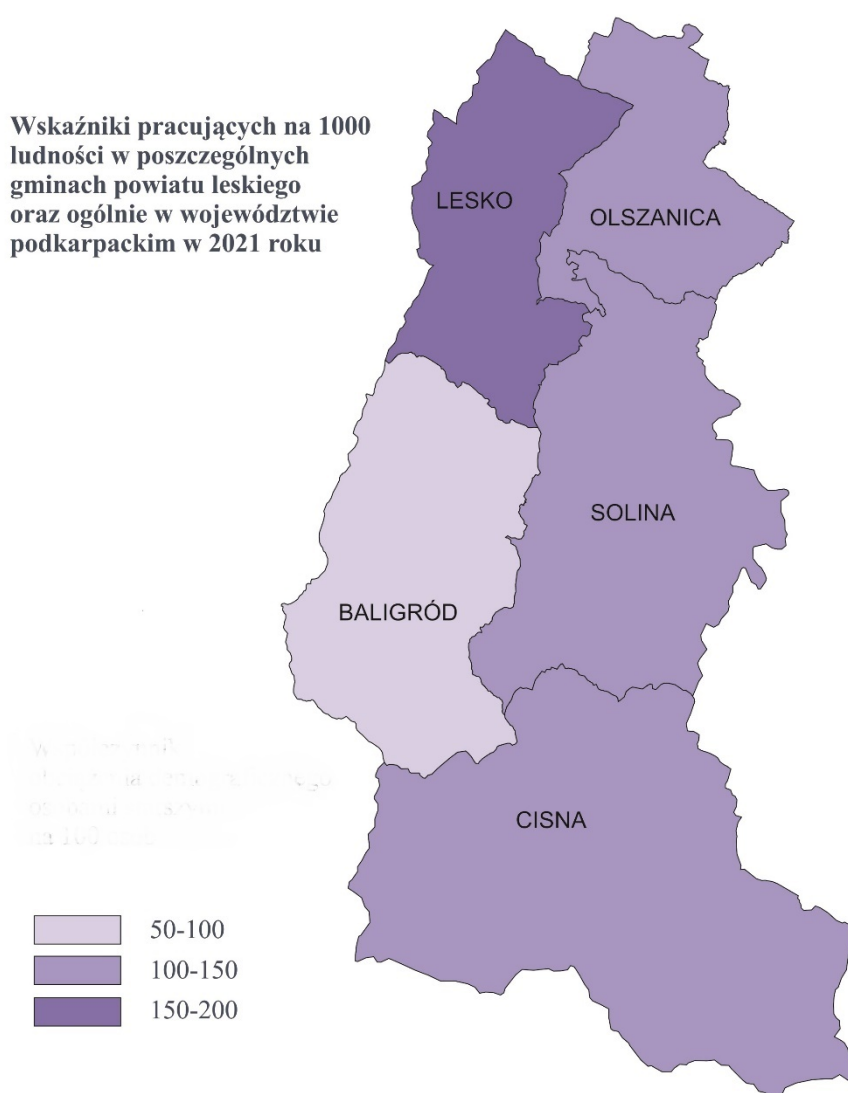 Wskaźniki pracujących na 1000
ludności w poszczególnych
gminach powiatu leskiego
oraz ogólnie w województwie
podkarpackim w 2021 roku
LESKO
OLSZANICA
SOLINA
BALIGRÓD
CISNA
50-100
100-150
150-200